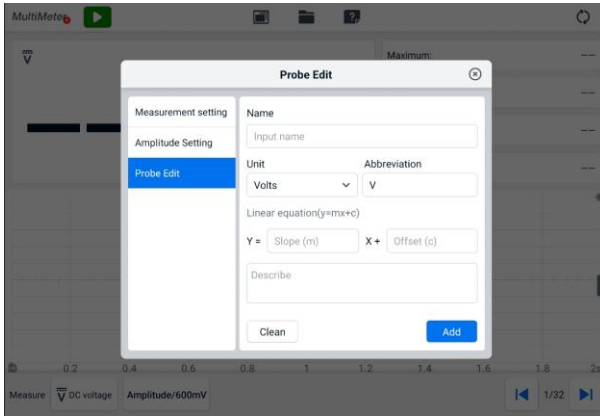 MultiMeter
V
Maximum:
--
--
--
--
Probe Edit
Measurement setting
Amplitude Setting
Probe Edit
Name
Input name
Unit
Abbreviation
Volts
V
Linear equation(y=mx+c)
Y = Slope (m) X + Offset (c)
Describe
Clean
Add
0 0.2 0.4 0.6 0.8 1 1.2 1.4 1.6 1.8 2s
Measure V DC voltage Amplitude/600mV 1/32